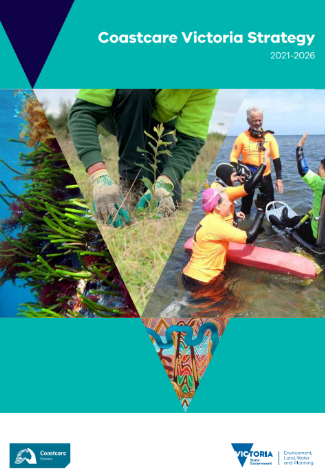 Coastcare Victoria Strategy
2021-2026
Coastcare
Victoria
VICTORIA
State
Government
Environment,
Land, Water
and Planning